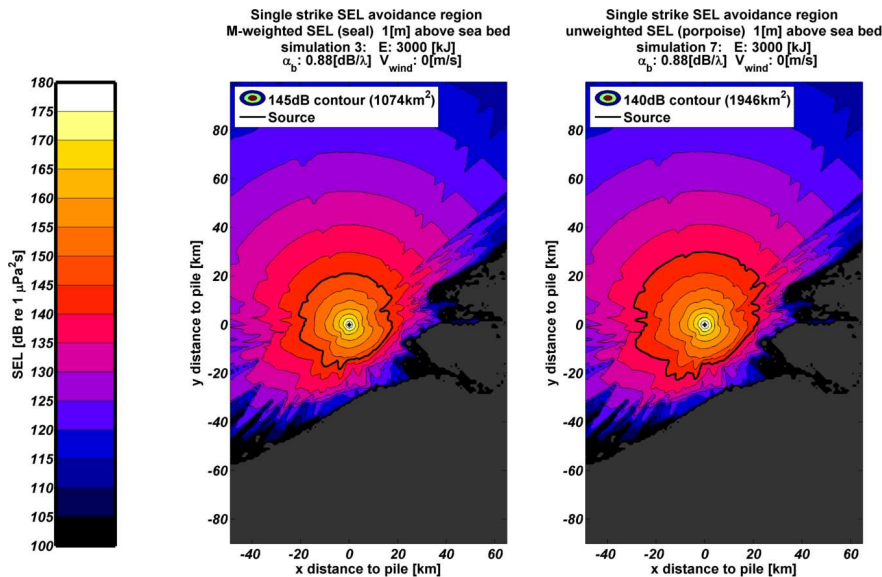 Single strike SEL avoidance region
M-weighted SEL (seal) 1[m] above sea bed
simulation 3: E: 3000 [kJ]
α_b: 0.88[dB/λ] V_wind: 0[m/s]
Single strike SEL avoidance region
unweighted SEL (porpoise) 1[m] above sea bed
simulation 7: E: 3000 [kJ]
α_b: 0.88[dB/λ] V_wind: 0[m/s]
SEL [dB re 1 μPa²s]
180
175
170
165
160
155
150
145
140
135
130
125
120
115
110
105
100
145dB contour (1074km²)
Source
y distance to pile [km]
80
60
40
20
0
-20
-40
-60
-80
-40 -20 0 20 40 60
x distance to pile [km]
140dB contour (1946km²)
Source
y distance to pile [km]
80
60
40
20
0
-20
-40
-60
-80
-40 -20 0 20 40 60
x distance to pile [km]